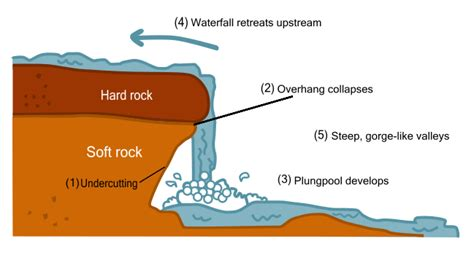 (4) Waterfall retreats upstream
(2) Overhang collapses
Hard rock
(5) Steep, gorge-like valleys
Soft rock
(3) Plungpool develops
(1) Undercutting